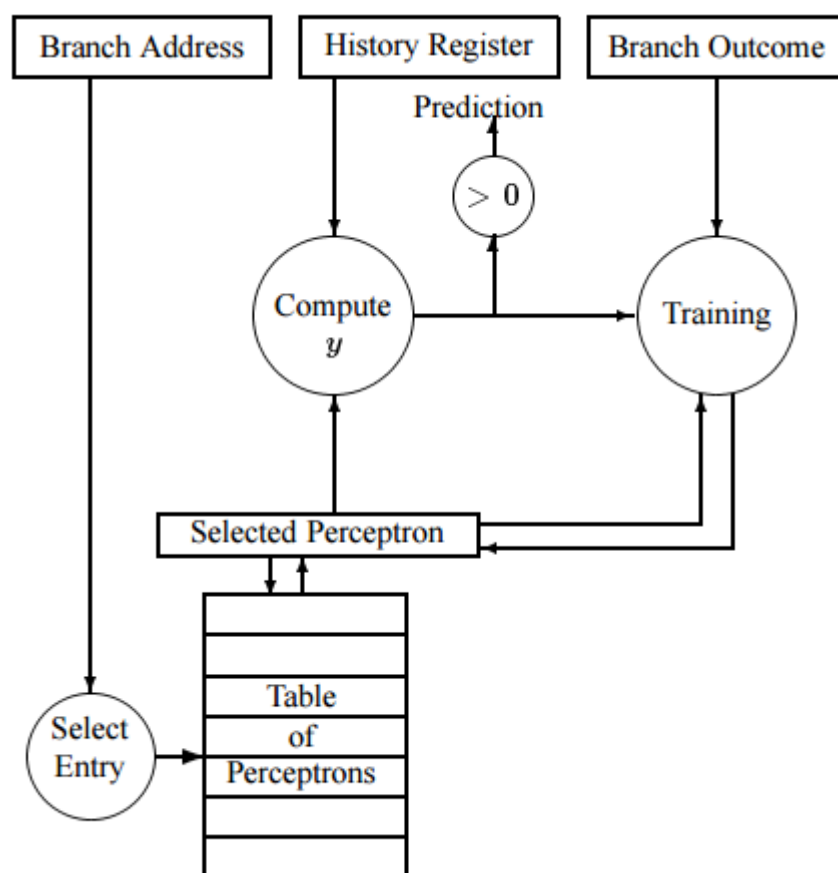 Branch Address
History Register
Branch Outcome
Prediction
> 0
Compute
y
Training
Selected Perceptron
Table
of
Perceptrons
Select
Entry